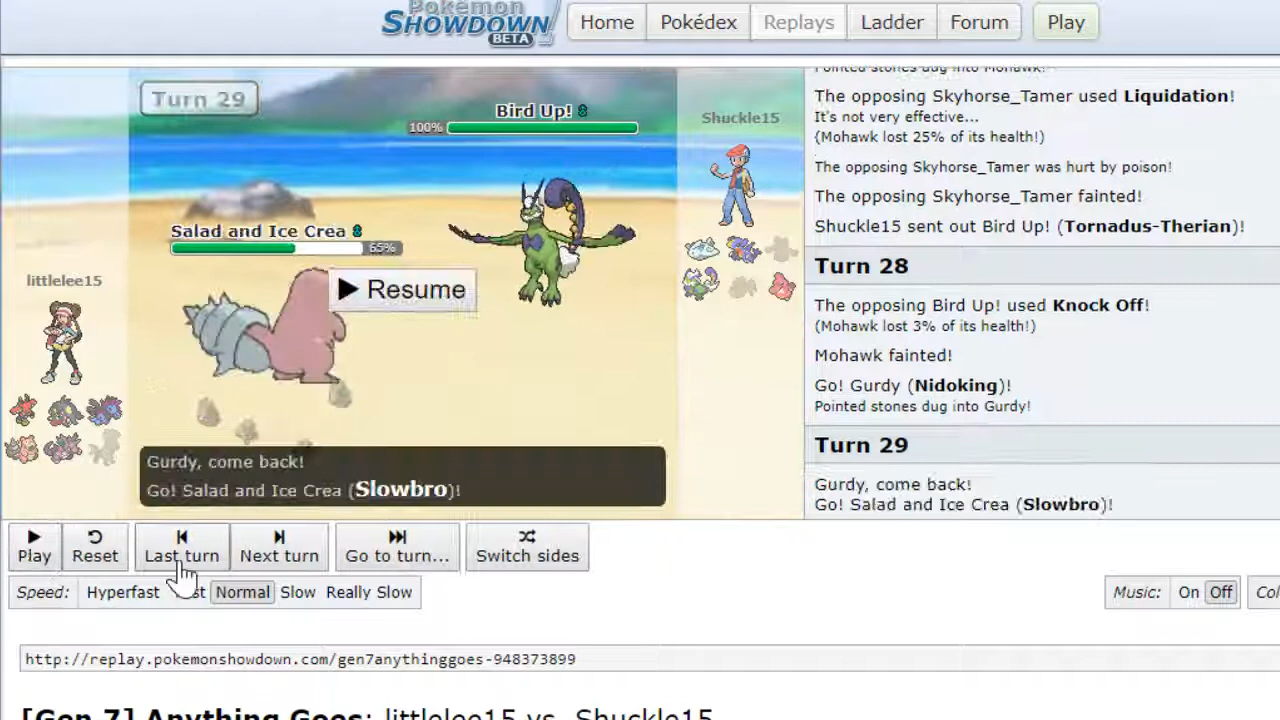 Pokémon
SHOWDOWN
BETA
Home
Pokédex
Replays
Ladder
Forum
Play
Turn 29
Bird Up!
100%
Shuckle15
Salad and Ice Crea
65%
littlelee15
Resume
Gurdy, come back!
Go! Salad and Ice Crea (Slowbro)!
Pointed stones dug into Mohawk!
The opposing Skyhorse_Tamer used Liquidation!
It's not very effective...
(Mohawk lost 25% of its health!)
The opposing Skyhorse_Tamer was hurt by poison!
The opposing Skyhorse_Tamer fainted!
Shuckle15 sent out Bird Up! (Tornadus-Therian)!
Turn 28
The opposing Bird Up! used Knock Off!
(Mohawk lost 3% of its health!)
Mohawk fainted!
Go! Gurdy (Nidoking)!
Pointed stones dug into Gurdy!
Turn 29
Gurdy, come back!
Go! Salad and Ice Crea (Slowbro)!
Play
Reset
Last turn
Next turn
Go to turn...
Switch sides
Speed: Hyperfast Normal Slow Really Slow
Music: On Off
http://replay.pokemonshowdown.com/gen7anythinggoes-948373899
[Gen 7] Anything Goes: littlelee15 vs. Shuckle15